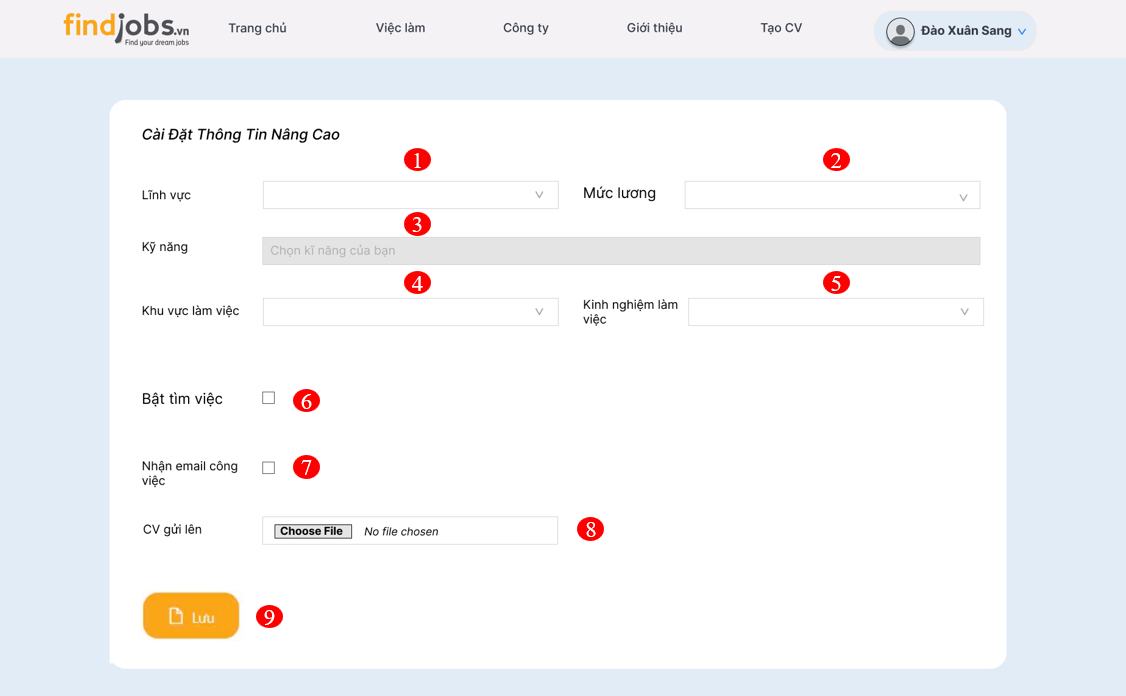 findjobs.vn
Find your dream jobs
Trang chủ
Việc làm
Công ty
Giới thiệu
Tạo CV
Đào Xuân Sang
Cài Đặt Thông Tin Nâng Cao
1
2
Lĩnh vực
Mức lương
3
Kỹ năng
Chọn kĩ năng của bạn
4
5
Khu vực làm việc
Kinh nghiệm làm
việc
Bật tìm việc
6
Nhận email công
việc
7
CV gửi lên
Choose File
No file chosen
8
Lưu
9